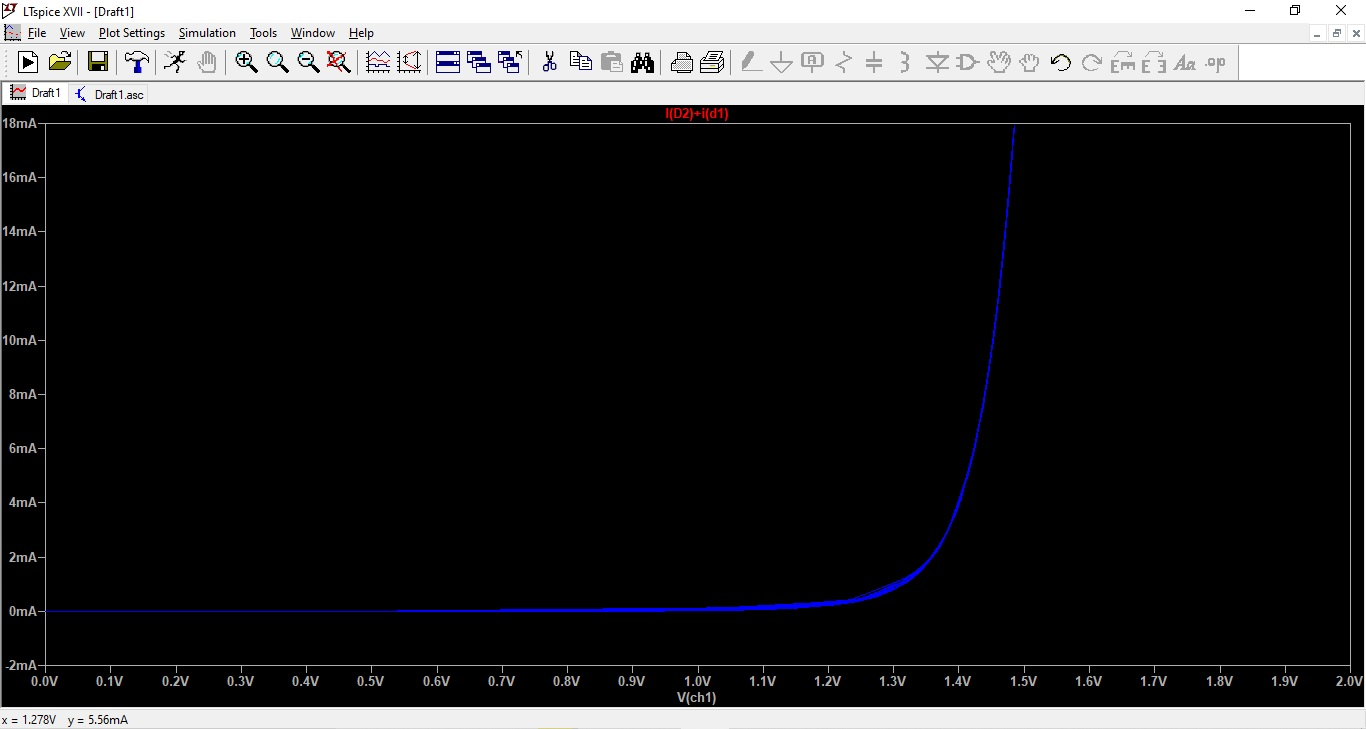 LTspice XVII - [Draft1]
File View Plot Settings Simulation Tools Window Help
Draft1 Draft1.asc
I(D2)+i(d1)
18mA
16mA
14mA
12mA
10mA
8mA
6mA
4mA
2mA
0mA
-2mA
0.0V 0.1V 0.2V 0.3V 0.4V 0.5V 0.6V 0.7V 0.8V 0.9V 1.0V 1.1V 1.2V 1.3V 1.4V 1.5V 1.6V 1.7V 1.8V 1.9V 2.0V
V(ch1)
x = 1.278V y = 5.56mA